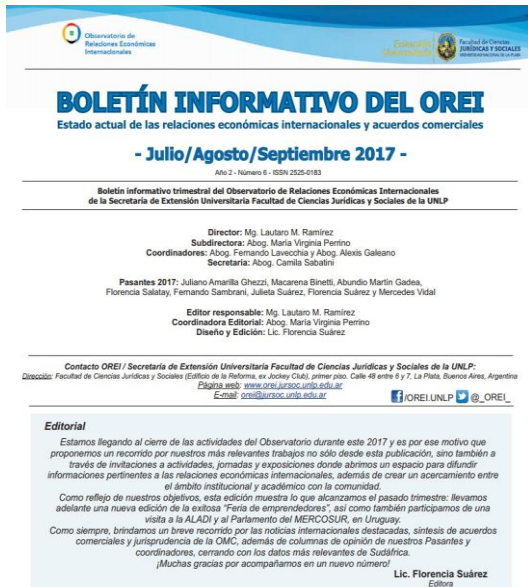 Observatorio de
Relaciones Económicas
Internacionales
Extensión
Universitaria
Facultad de Ciencias
JURÍDICAS Y SOCIALES
UNIVERSIDAD NACIONAL DE LA PLATA
BOLETÍN INFORMATIVO DEL OREI
Estado actual de las relaciones económicas internacionales y acuerdos comerciales
- Julio/Agosto/Septiembre 2017 -
Año 2 - Número 6 - ISSN 2525-0183
Boletín informativo trimestral del Observatorio de Relaciones Económicas Internacionales
de la Secretaría de Extensión Universitaria Facultad de Ciencias Jurídicas y Sociales de la UNLP
Director: Mg. Lautaro M. Ramírez
Subdirectora: Abog. María Virginia Perrino
Coordinadores: Abog. Fernando Lavecchia y Abog. Alexis Galeano
Secretaria: Abog. Camila Sabatini
Pasantes 2017: Juliano Amarilla Ghezzi, Macarena Binetti, Abundio Martín Gadea,
Florencia Salatay, Fernando Sambrani, Julieta Suárez, Florencia Suárez y Mercedes Vidal
Editor responsable: Mg. Lautaro M. Ramírez
Coordinadora Editorial: Abog. María Virginia Perrino
Diseño y Edición: Lic. Florencia Suárez
Contacto OREI / Secretaría de Extensión Universitaria Facultad de Ciencias Jurídicas y Sociales de la UNLP:
Dirección: Facultad de Ciencias Jurídicas y Sociales (Edificio de la Reforma, ex Jockey Club), primer piso. Calle 48 entre 6 y 7, La Plata, Buenos Aires, Argentina
Página web: www.orei.jursoc.unlp.edu.ar
E-mail: orei@jursoc.unlp.edu.ar
/OREI.UNLP @_OREI_
Editorial
Estamos llegando al cierre de las actividades del Observatorio durante este 2017 y es por ese motivo que
proponemos un recorrido por nuestros más relevantes trabajos no sólo desde esta publicación, sino también a
través de invitaciones a actividades, jornadas y exposiciones donde abrimos un espacio para difundir
informaciones pertinentes a las relaciones económicas internacionales, además de crear un acercamiento entre
el ámbito institucional y académico con la comunidad.
Como reflejo de nuestros objetivos, esta edición muestra lo que alcanzamos el pasado trimestre: llevamos
adelante una nueva edición de la exitosa "Feria de emprendedores", así como también participamos de una
visita a la ALADI y al Parlamento del MERCOSUR, en Uruguay.
Como siempre, brindamos un breve recorrido por las noticias internacionales destacadas, síntesis de acuerdos
comerciales y jurisprudencia de la OMC, además de columnas de opinión de nuestros Pasantes y
coordinadores, cerrando con los datos más relevantes de Sudáfrica.
¡Muchas gracias por acompañarnos en un nuevo número!
Lic. Florencia Suárez
Editora